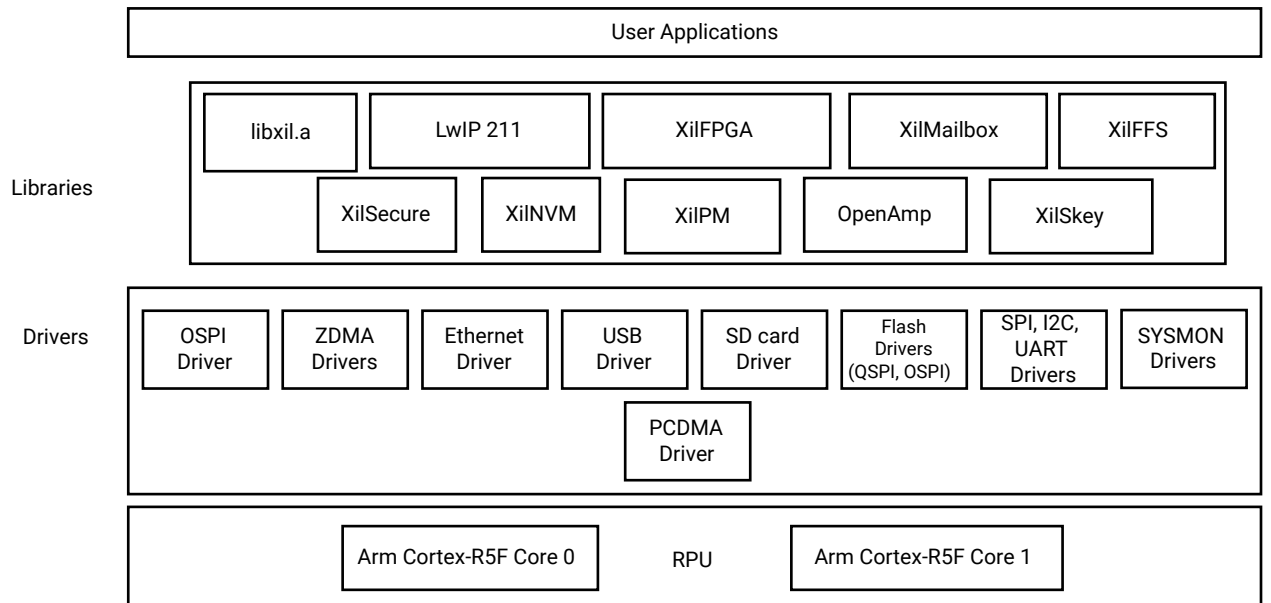 User Applications
libxil.a
LwIP 211
XilFPGA
XilMailbox
XilFFS
Libraries
XilSecure
XilNVM
XilPM
OpenAmp
XilSkey
Drivers
OSPI
Driver
ZDMA
Drivers
Ethernet
Driver
USB
Driver
SD card
Driver
Flash
Drivers
(QSPI, OSPI)
SPI, I2C,
UART
Drivers
SYSMON
Drivers
PCDMA
Driver
Arm Cortex-R5F Core 0
RPU
Arm Cortex-R5F Core 1